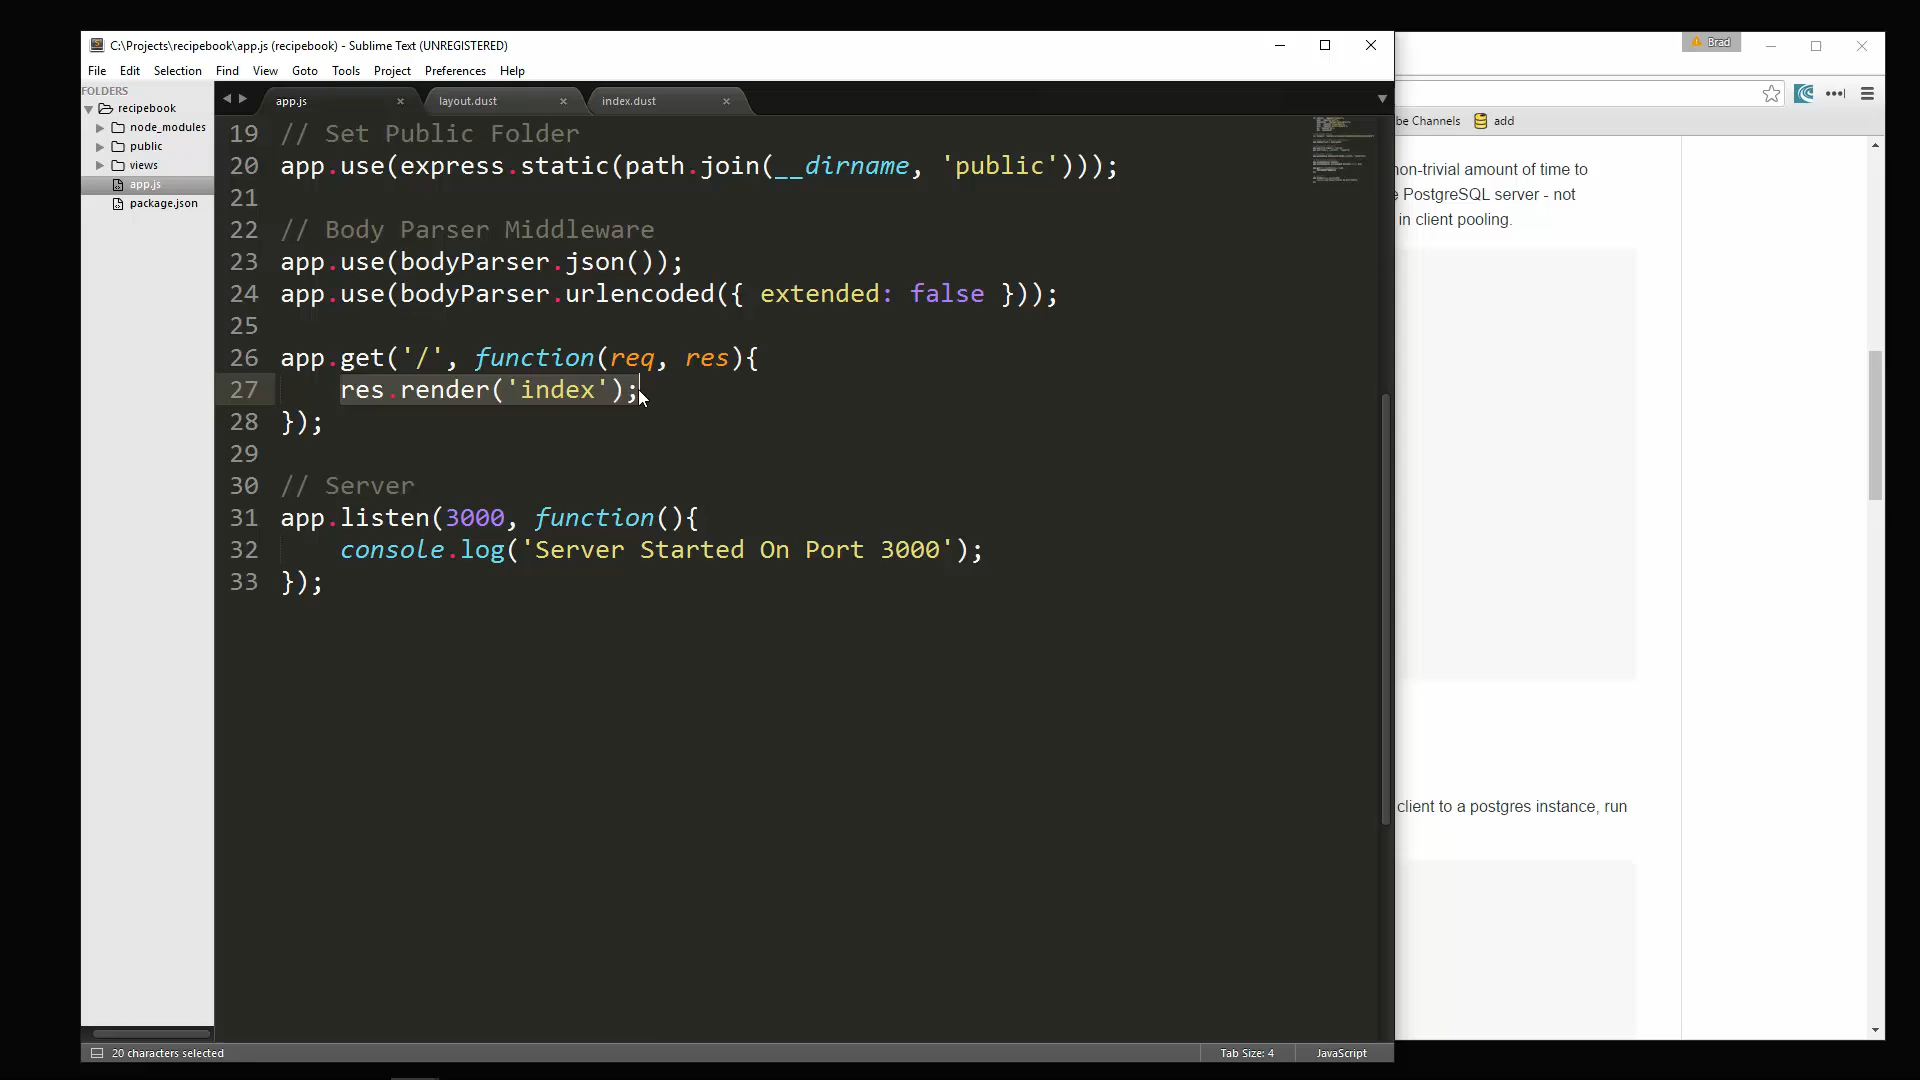 C:\Projects\recipebook\app.js (recipebook) - Sublime Text (UNREGISTERED)
Brad
File Edit Selection Find View Goto Tools Project Preferences Help
FOLDERS
recipebook
node_modules
public
views
app.js
package.json
app.js layout.dust index.dust
19 // Set Public Folder
20 app.use(express.static(path.join(__dirname, 'public')));
21
22 // Body Parser Middleware
23 app.use(bodyParser.json());
24 app.use(bodyParser.urlencoded({ extended: false }));
25
26 app.get('/', function(req, res){
27 res.render('index');
28 });
29
30 // Server
31 app.listen(3000, function(){
32 console.log('Server Started On Port 3000');
33 });
20 characters selected Tab Size: 4 JavaScript
be Channels add
non-trivial amount of time to
e PostgreSQL server - not
in client pooling.
client to a postgres instance, run